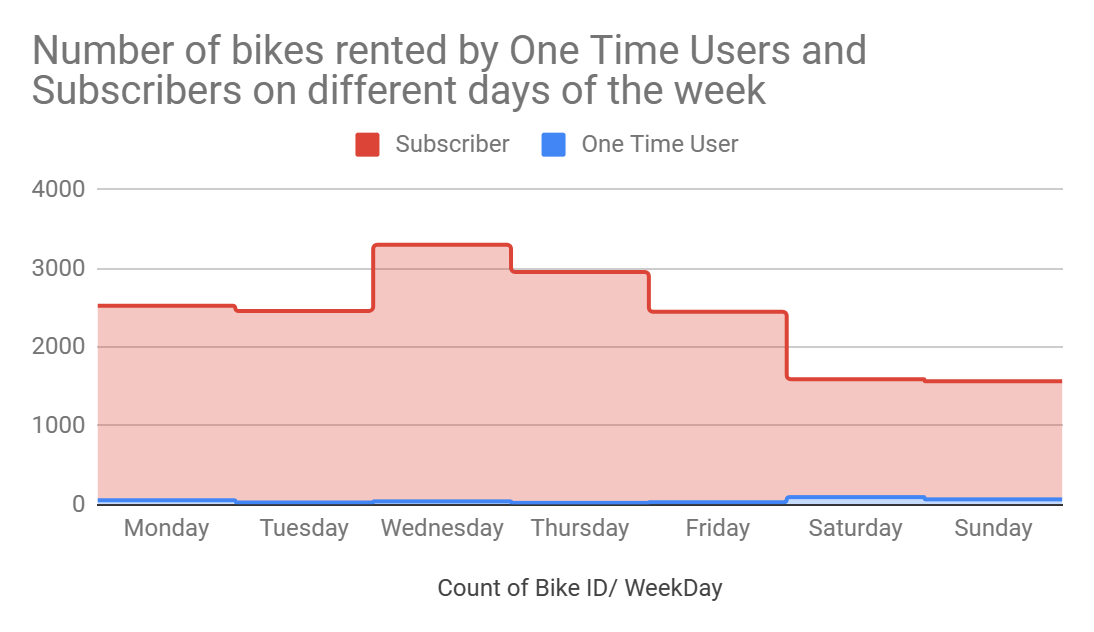 Number of bikes rented by One Time Users and
Subscribers on different days of the week
Subscriber One Time User
4000
3000
2000
1000
0
Monday Tuesday Wednesday Thursday Friday Saturday Sunday
Count of Bike ID/ WeekDay